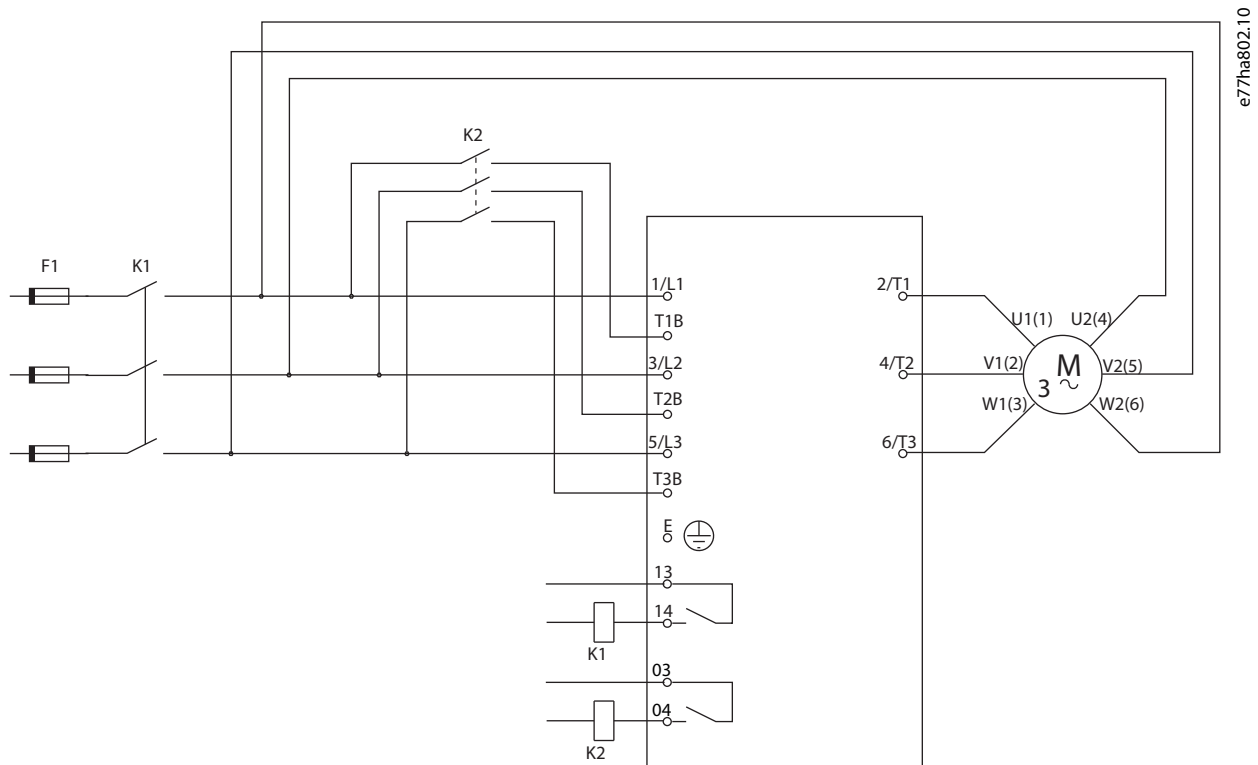 e77ha802.10
K2
F1 K1
1/L1 2/T1
T1B U1(1) U2(4)
3/L2 4/T2 V1(2) M V2(5)
3 ~
T2B W1(3) W2(6)
5/L3 6/T3
T3B
E
13
14
K1
03
04
K2